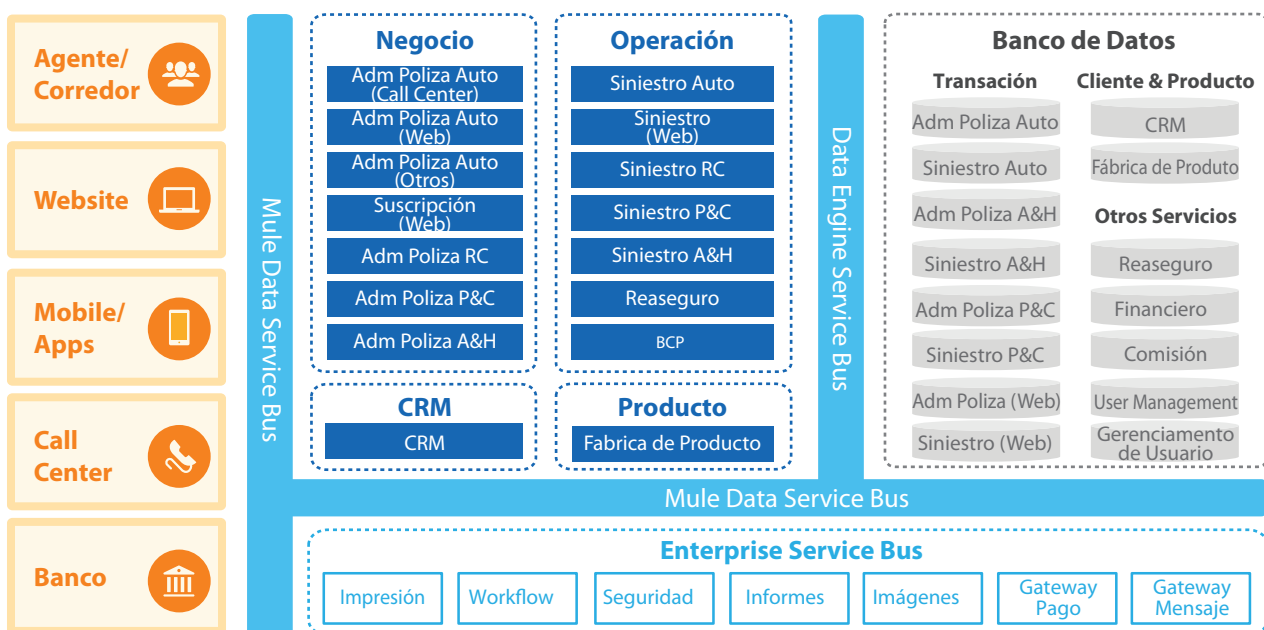 Agente/
Corredor
Website
Mobile/
Apps
Call
Center
Banco
Mule Data Service Bus
Negocio
Adm Poliza Auto
(Call Center)
Adm Poliza Auto
(Web)
Adm Poliza Auto
(Otros)
Suscripción
(Web)
Adm Poliza RC
Adm Poliza P&C
Adm Poliza A&H
Operación
Siniestro Auto
Siniestro
(Web)
Siniestro RC
Siniestro P&C
Siniestro A&H
Reaseguro
BCP
CRM
CRM
Producto
Fabrica de Producto
Data Engine Service Bus
Banco de Datos
Transación
Adm Poliza Auto
Siniestro Auto
Adm Poliza A&H
Siniestro A&H
Adm Poliza P&C
Siniestro P&C
Adm Poliza (Web)
Siniestro (Web)
Cliente & Producto
CRM
Fábrica de Produto
Otros Servicios
Reaseguro
Financiero
Comisión
User Management
Gerenciamento
de Usuario
Mule Data Service Bus
Enterprise Service Bus
Impresión
Workflow
Seguridad
Informes
Imágenes
Gateway
Pago
Gateway
Mensaje